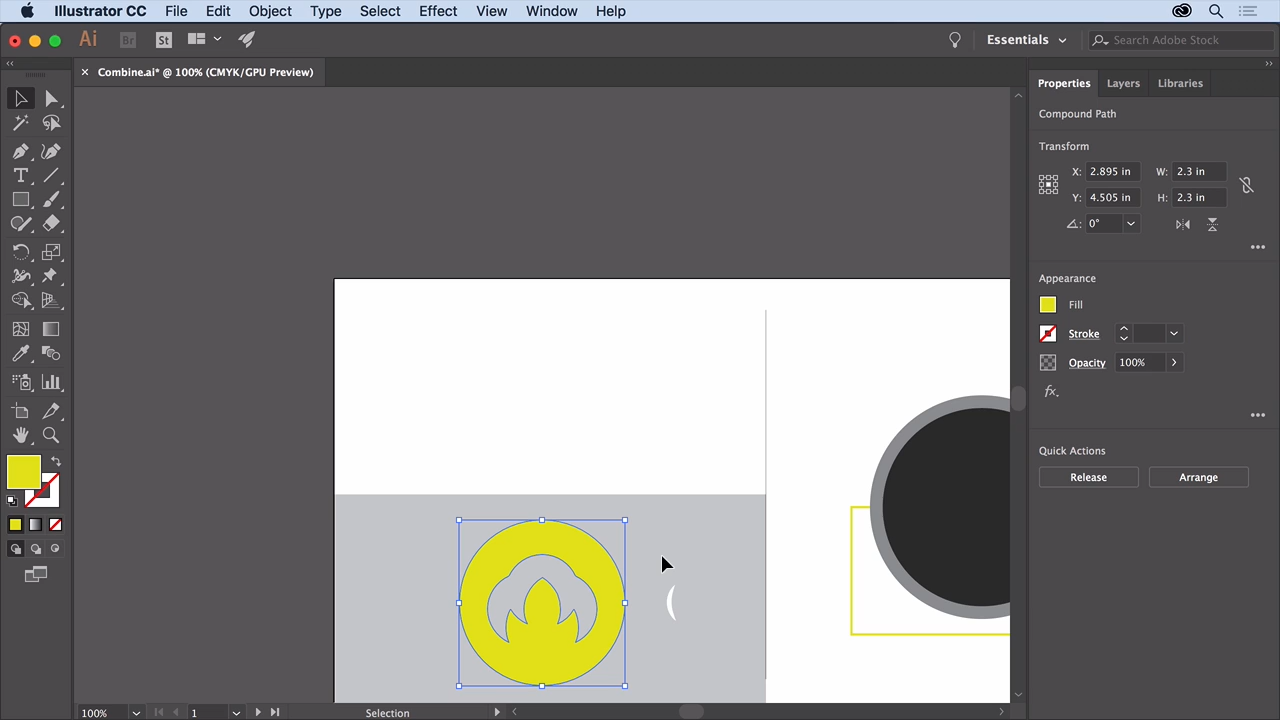 Illustrator CC File Edit Object Type Select Effect View Window Help
Ai Br St Essentials Search Adobe Stock
Combine.ai* @ 100% (CMYK/GPU Preview)
Properties Layers Libraries
Compound Path
Transform
X: 2.895 in W: 2.3 in
Y: 4.505 in H: 2.3 in
0°
Appearance
Fill
Stroke
Opacity 100%
fx.
Quick Actions
Release Arrange
100% 1 Selection